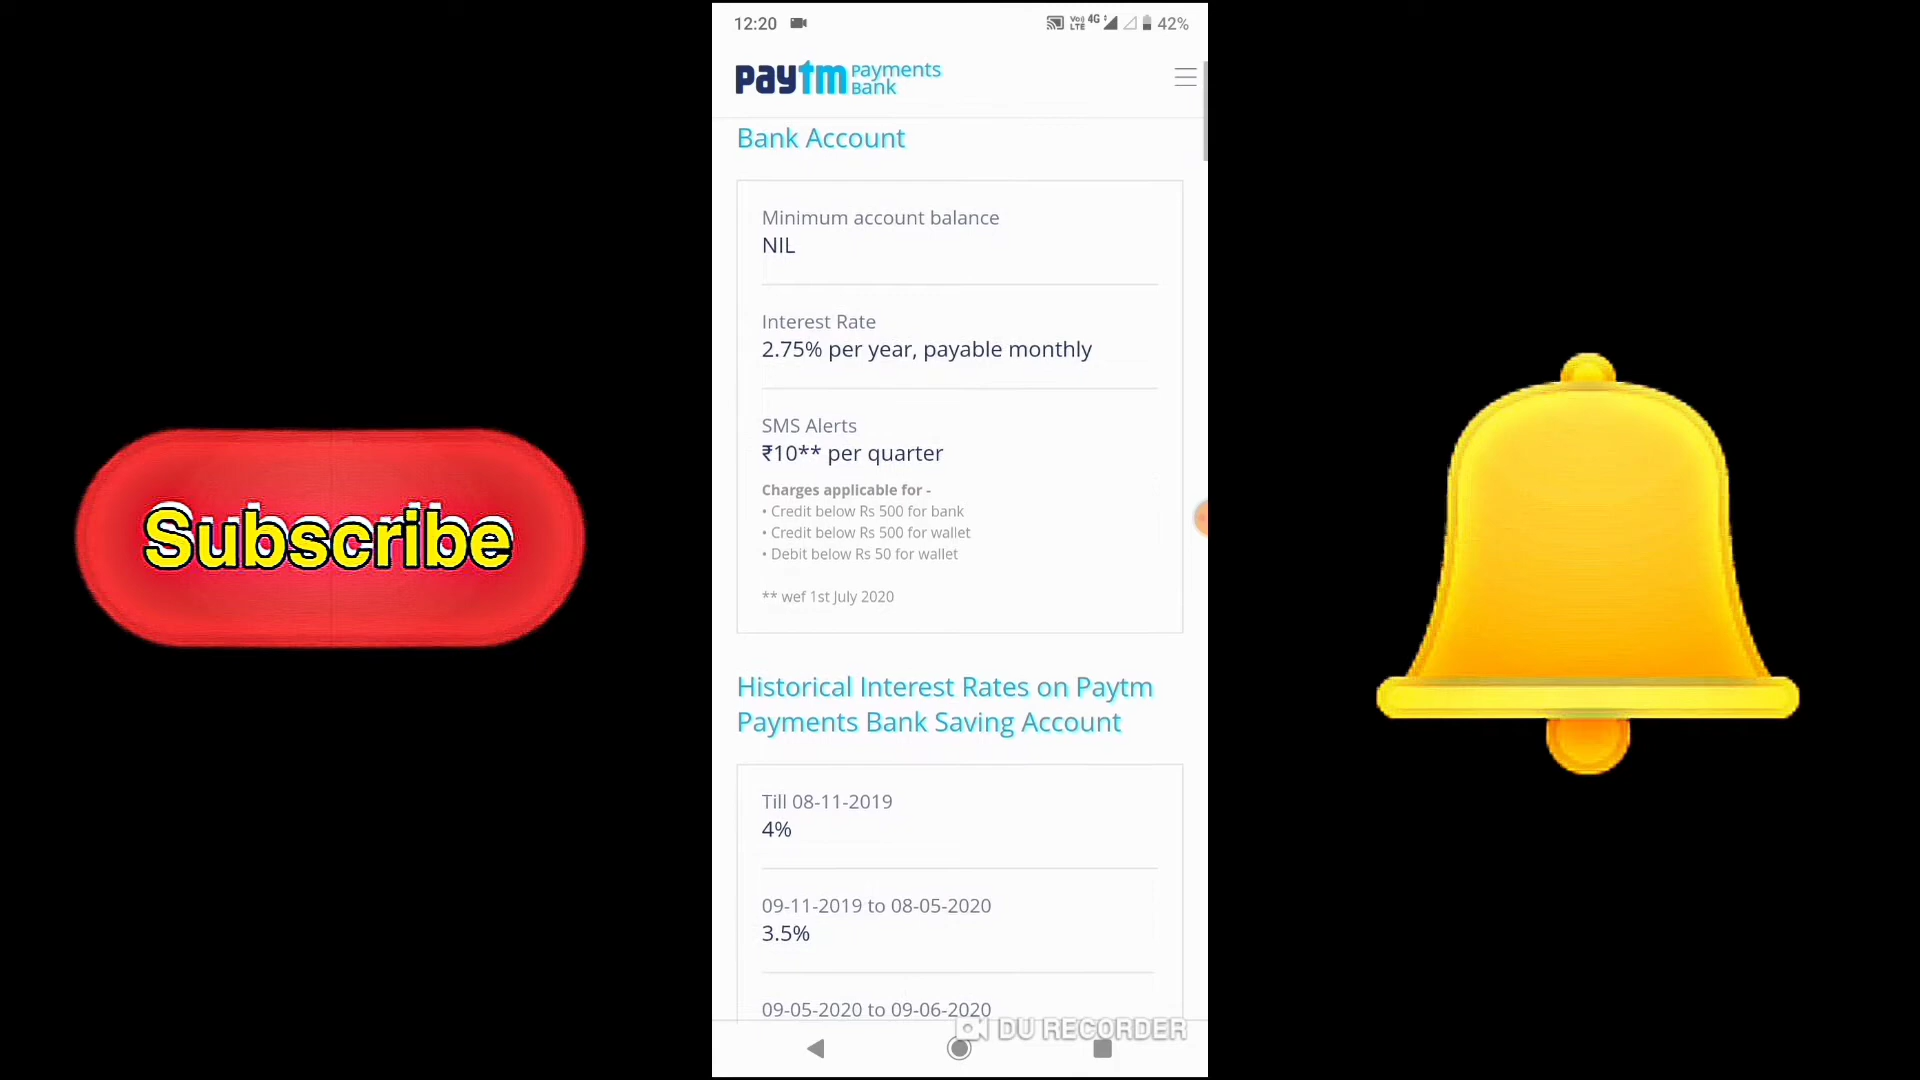 12:20
Vo) LTE 4G 42%
paytm Payments Bank
Bank Account
Minimum account balance
NIL
Interest Rate
2.75% per year, payable monthly
SMS Alerts
₹10** per quarter
Charges applicable for -
• Credit below Rs 500 for bank
• Credit below Rs 500 for wallet
• Debit below Rs 50 for wallet
** wef 1st July 2020
Historical Interest Rates on Paytm
Payments Bank Saving Account
Till 08-11-2019
4%
09-11-2019 to 08-05-2020
3.5%
09-05-2020 to 09-06-2020
DU RECORDER
Subscribe